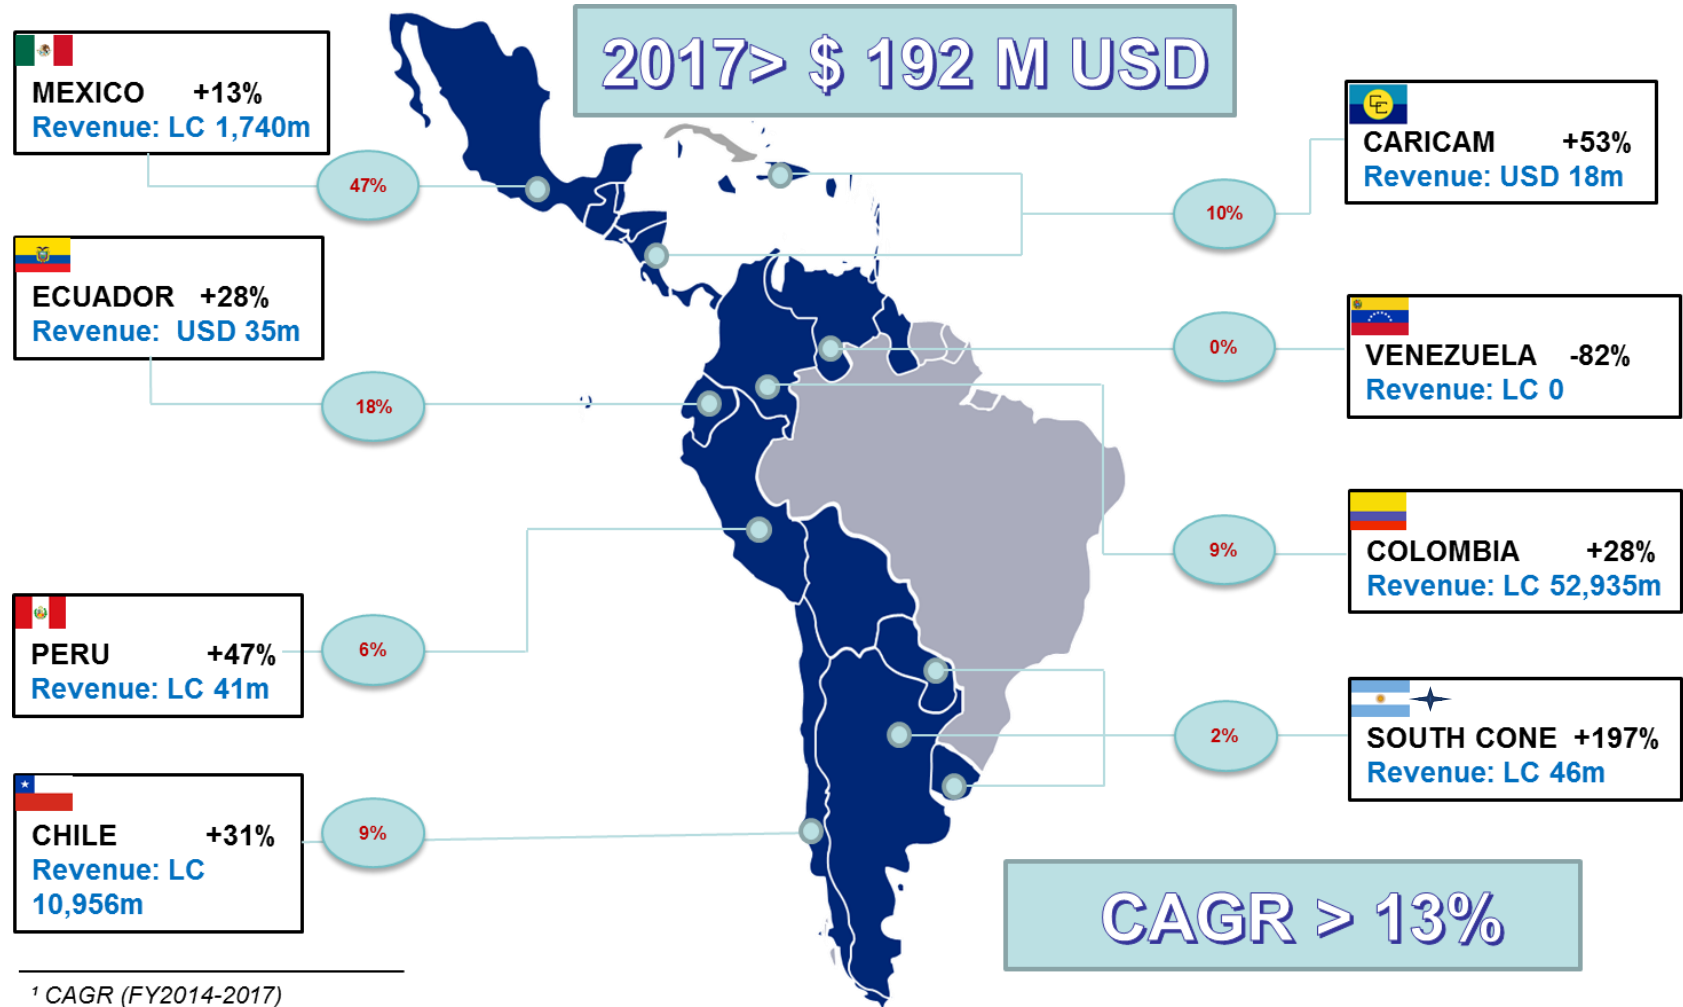 2017> $ 192 M USD
MEXICO +13%
Revenue: LC 1,740m
47%
ECUADOR +28%
Revenue: USD 35m
18%
PERU +47%
Revenue: LC 41m
6%
CHILE +31%
Revenue: LC
10,956m
9%
CARICAM +53%
Revenue: USD 18m
10%
VENEZUELA -82%
Revenue: LC 0
0%
COLOMBIA +28%
Revenue: LC 52,935m
9%
SOUTH CONE +197%
Revenue: LC 46m
2%
CAGR > 13%
¹ CAGR (FY2014-2017)